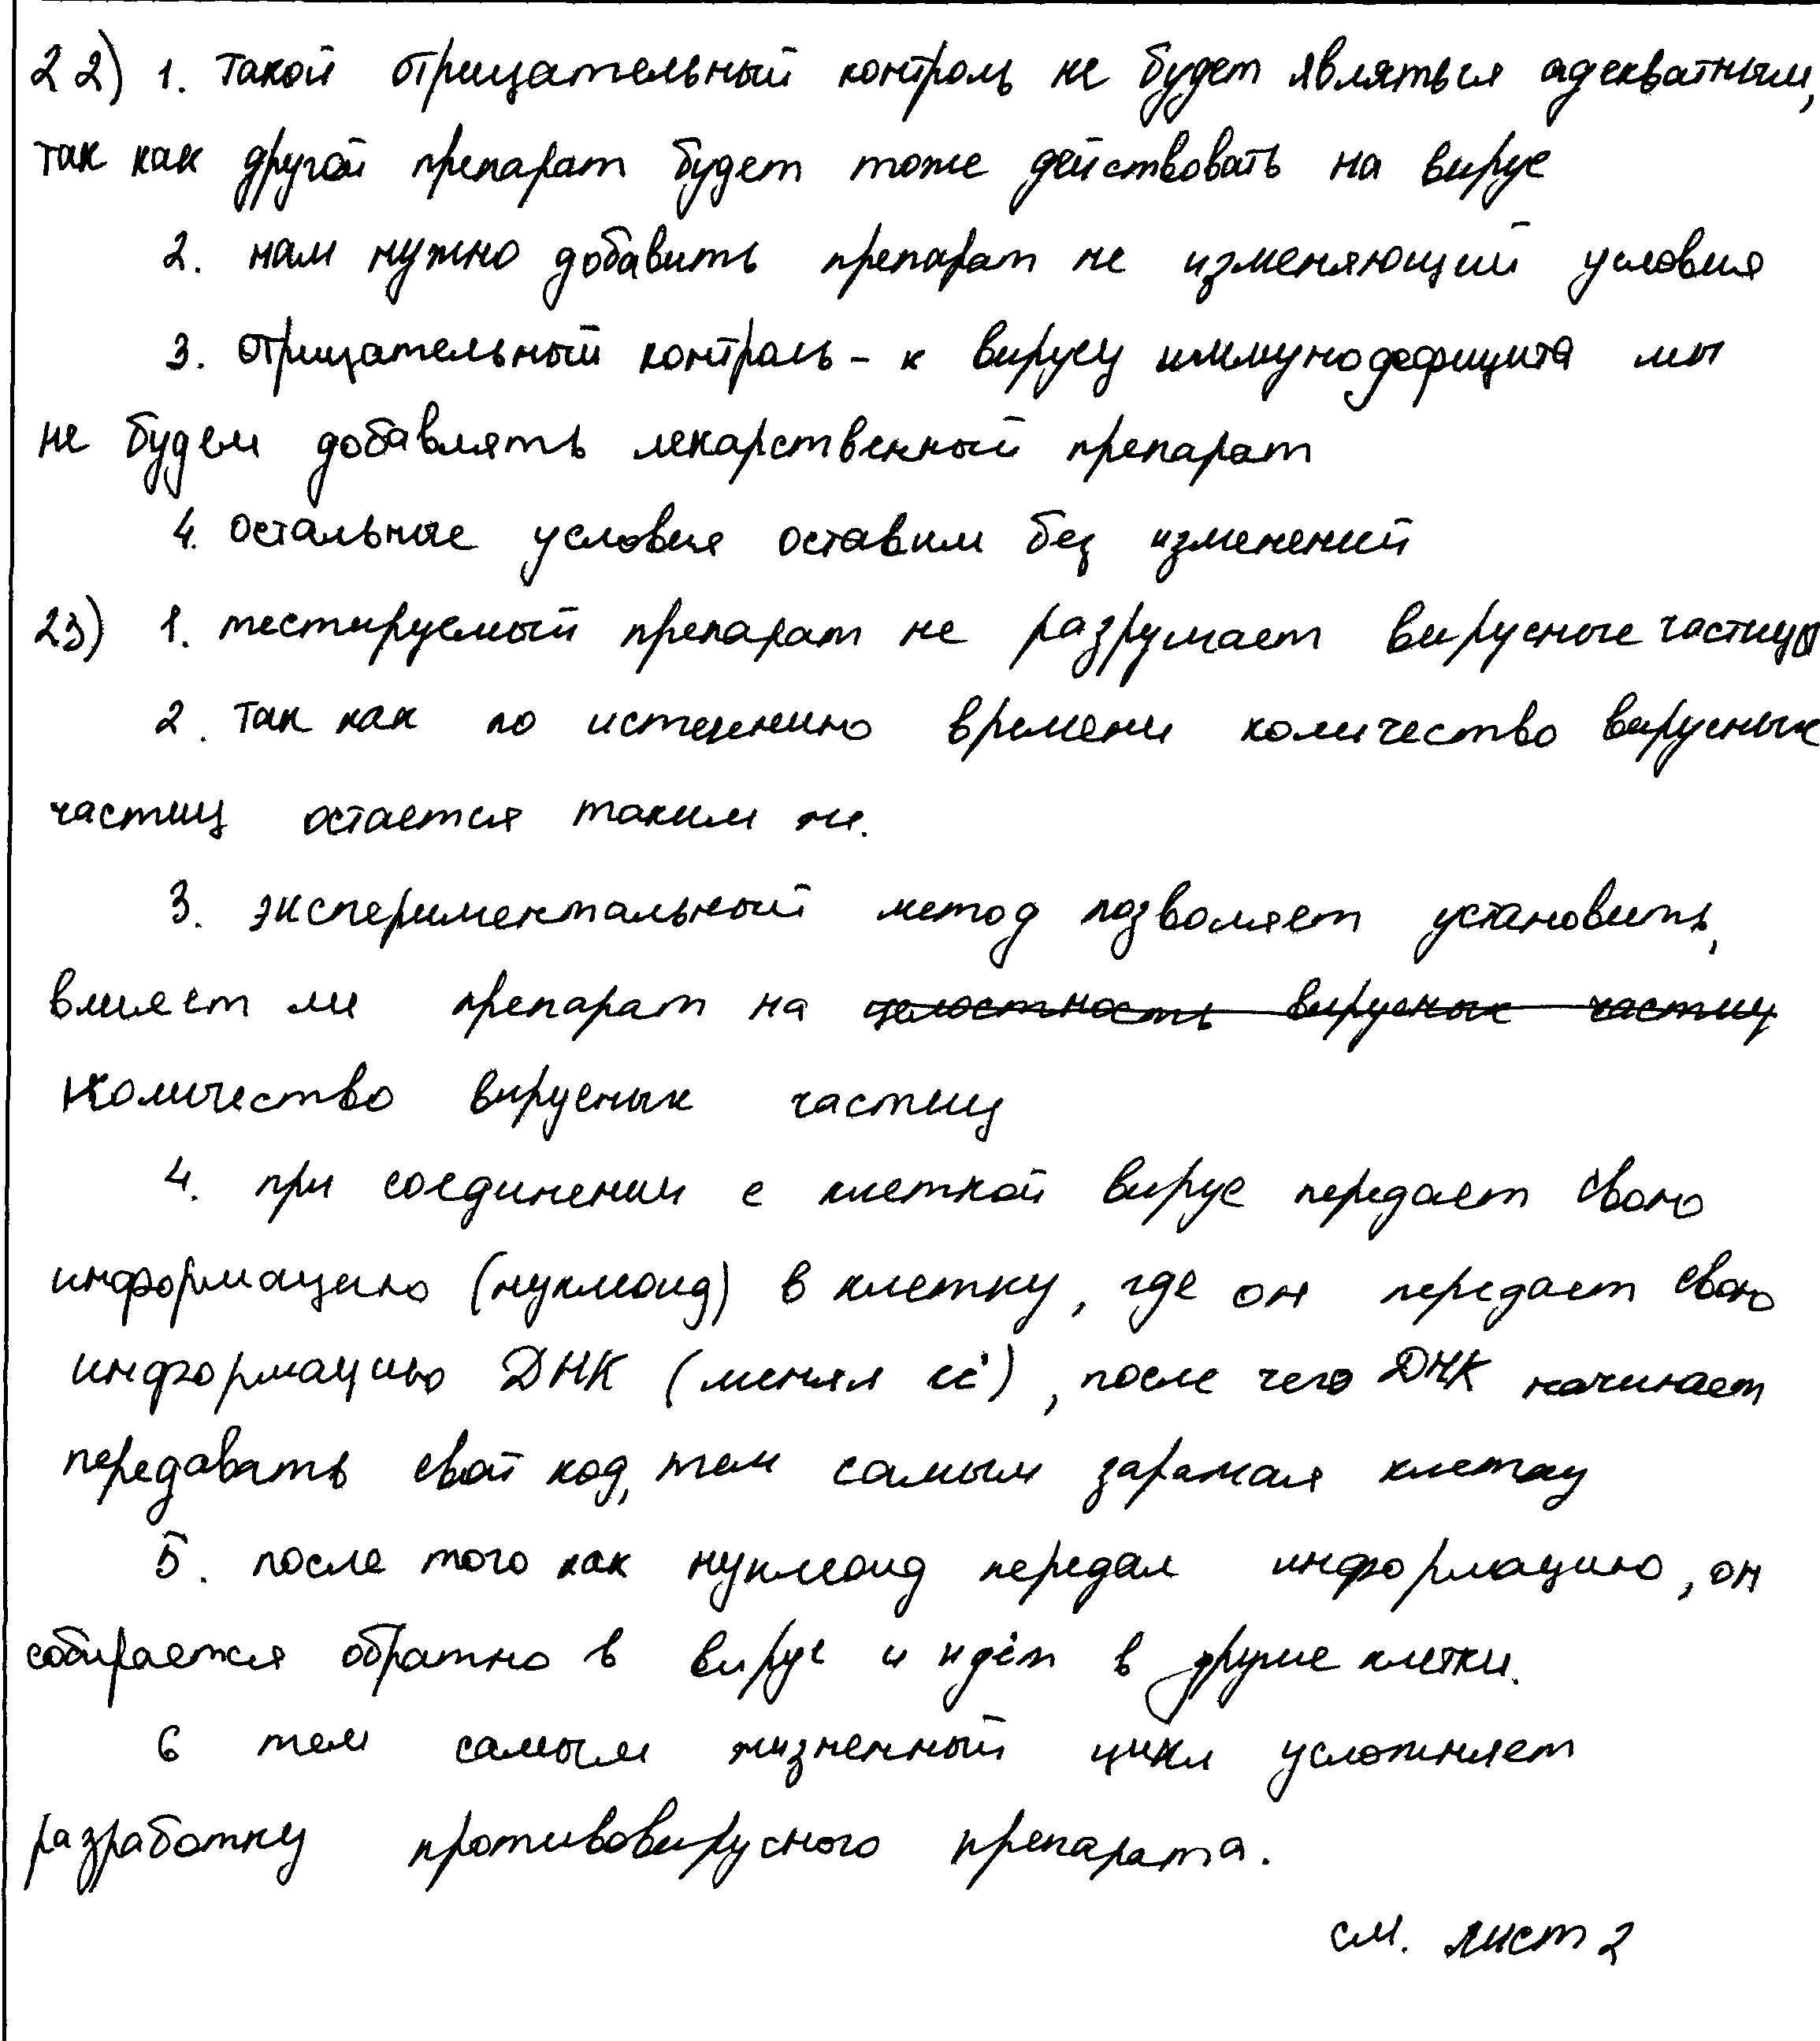 22) 1. такой отрицательный контроль не будет являться адекватным,
так как другой препарат будет тоже действовать на вирус
2. нам нужно добавить препарат не изменяющий условия
3. отрицательный контроль - к вирусу иммунодефицита мы
не будем добавлять лекарственный препарат
4. остальные условия оставим без изменений
23) 1. тестируемый препарат не разрушает вирусные частицы
2. так как по истечению времени количество вирусных
частиц остается таким же.
3. экспериментальный метод позволяет установить,
влияет ли препарат на целостность вирусных частиц
количество вирусных частиц
4. при соединении с клеткой вирус передает свою
информацию (нуклеоид) в клетку, где он передает свою
информацию ДНК (меняя её), после чего ДНК начинает
передавать свой код, тем самым заражая клетку
5. после того как нуклеоид передал информацию, он
собирается обратно в вирус и идёт в другие клетки.
6 тем самым жизненный цикл усложняет
разработку противовирусного препарата.
см. лист 2